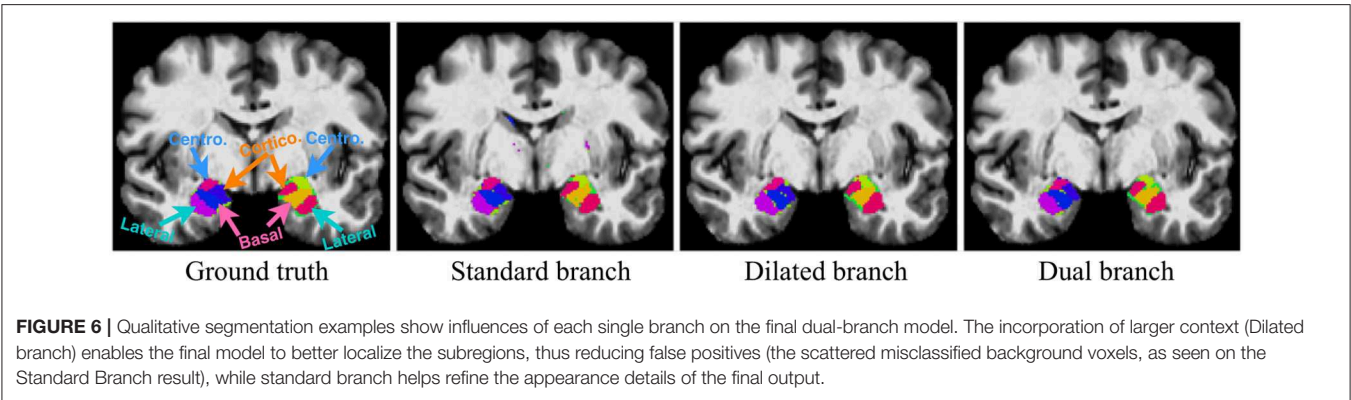 Centro. Cortico. Centro.
Lateral Basal Lateral
Ground truth Standard branch Dilated branch Dual branch
FIGURE 6 | Qualitative segmentation examples show influences of each single branch on the final dual-branch model. The incorporation of larger context (Dilated
branch) enables the final model to better localize the subregions, thus reducing false positives (the scattered misclassified background voxels, as seen on the
Standard Branch result), while standard branch helps refine the appearance details of the final output.